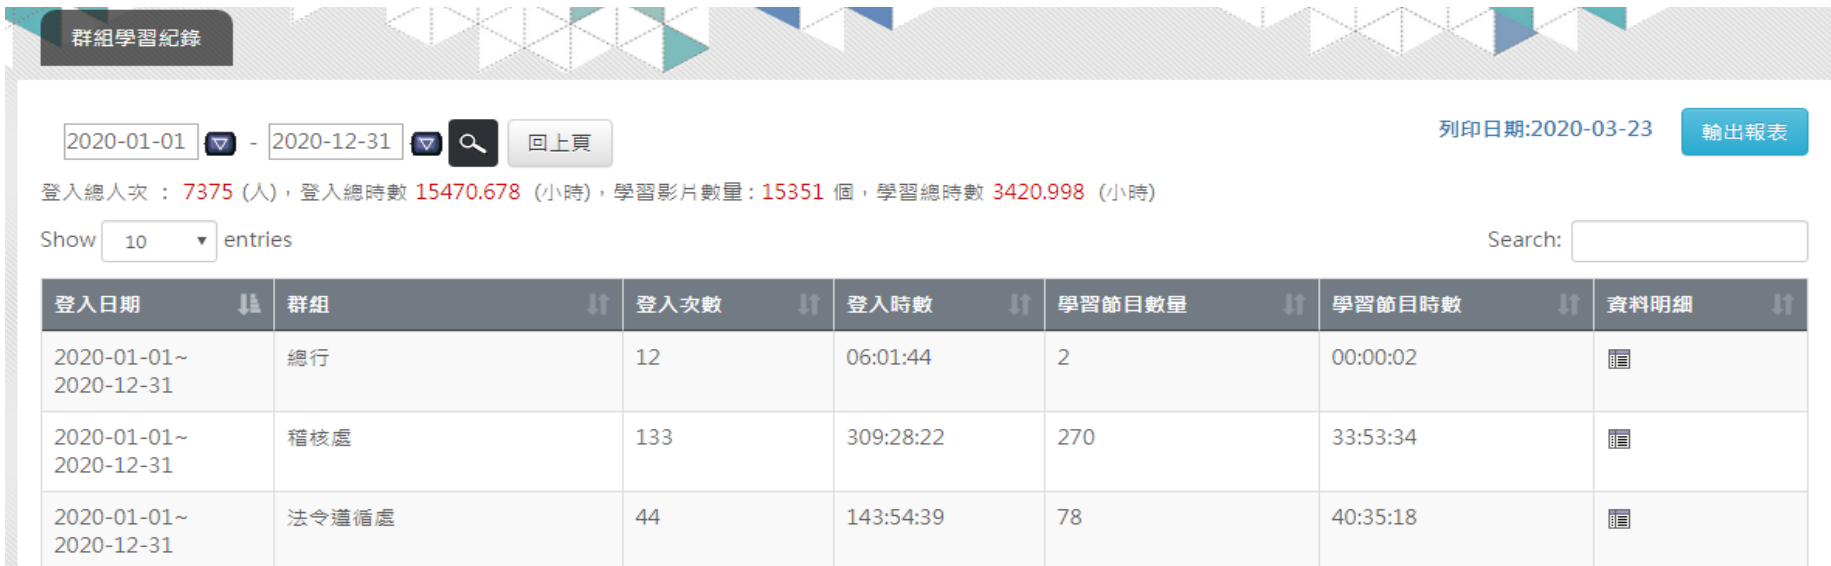 群組學習紀錄
2020-01-01 - 2020-12-31 回上頁 列印日期:2020-03-23 輸出報表
登入總人次 : 7375 (人),登入總時數 15470.678 (小時),學習影片數量 : 15351 個,學習總時數 3420.998 (小時)
Show 10 entries Search:
登入日期 群組 登入次數 登入時數 學習節目數量 學習節目時數 資料明細
2020-01-01~ 總行 12 06:01:44 2 00:00:02
2020-12-31
2020-01-01~ 稽核處 133 309:28:22 270 33:53:34
2020-12-31
2020-01-01~ 法令遵循處 44 143:54:39 78 40:35:18
2020-12-31